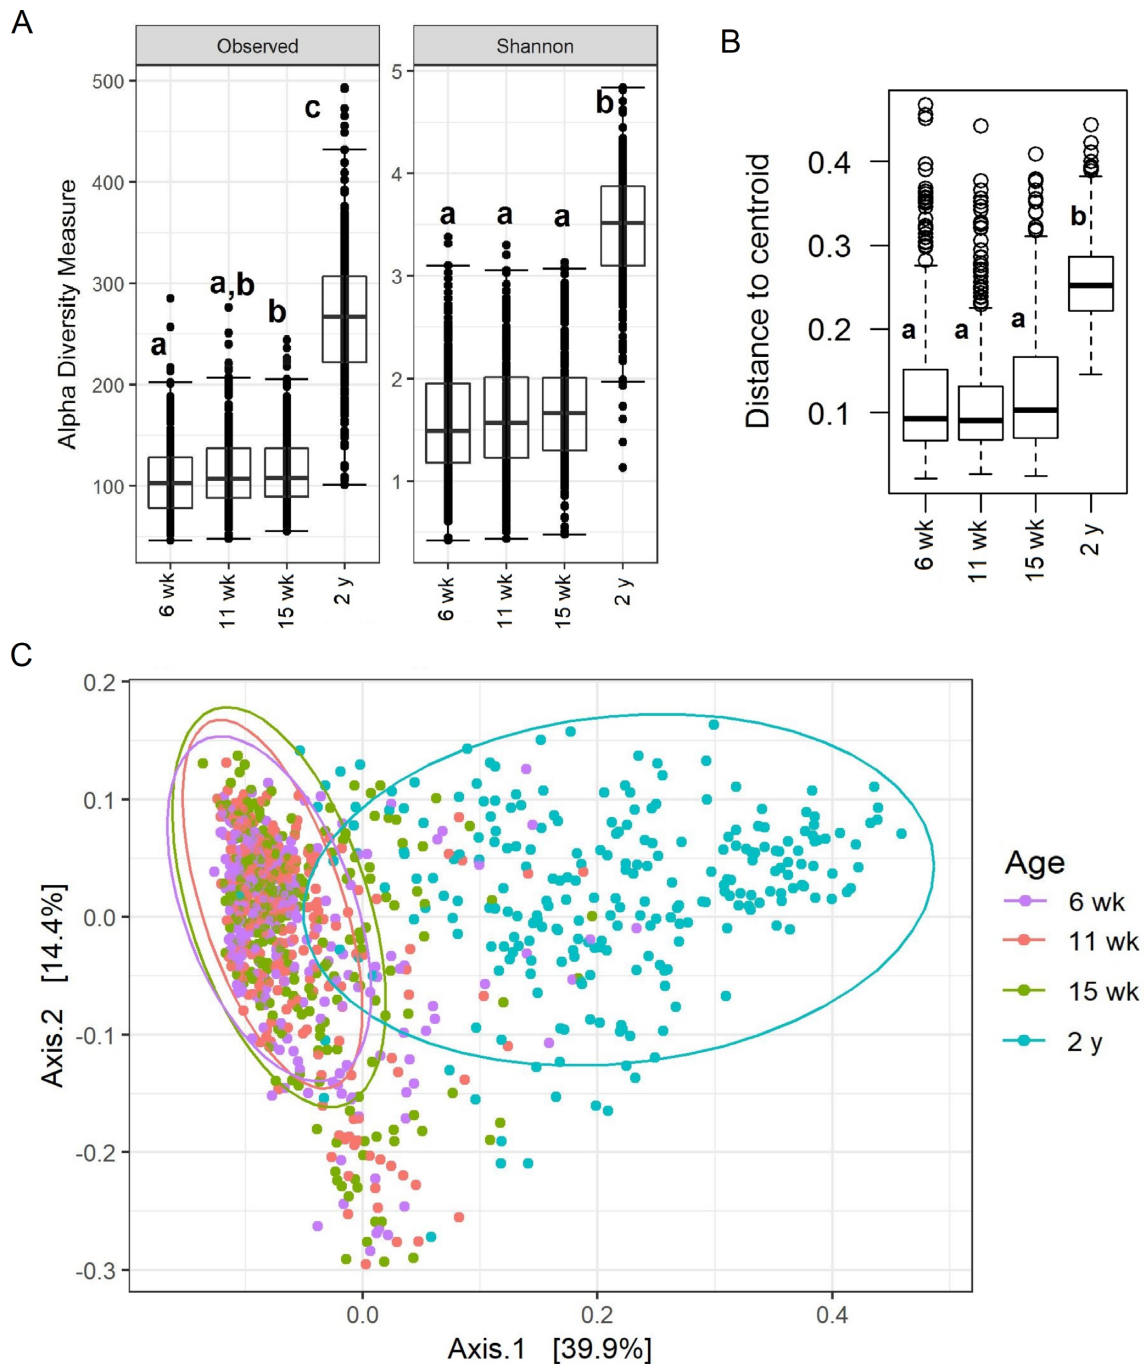 A
Observed
Shannon
Alpha Diversity Measure
500
400
300
200
100
a
a,b
b
c
6 wk
11 wk
15 wk
2 y
5
4
3
2
1
a
a
a
b
6 wk
11 wk
15 wk
2 y
B
Distance to centroid
0.4
0.3
0.2
0.1
a
a
a
b
6 wk
11 wk
15 wk
2 y
C
Axis.2 [14.4%]
0.2
0.1
0.0
-0.1
-0.2
-0.3
0.0
0.2
0.4
Axis.1 [39.9%]
Age
6 wk
11 wk
15 wk
2 y